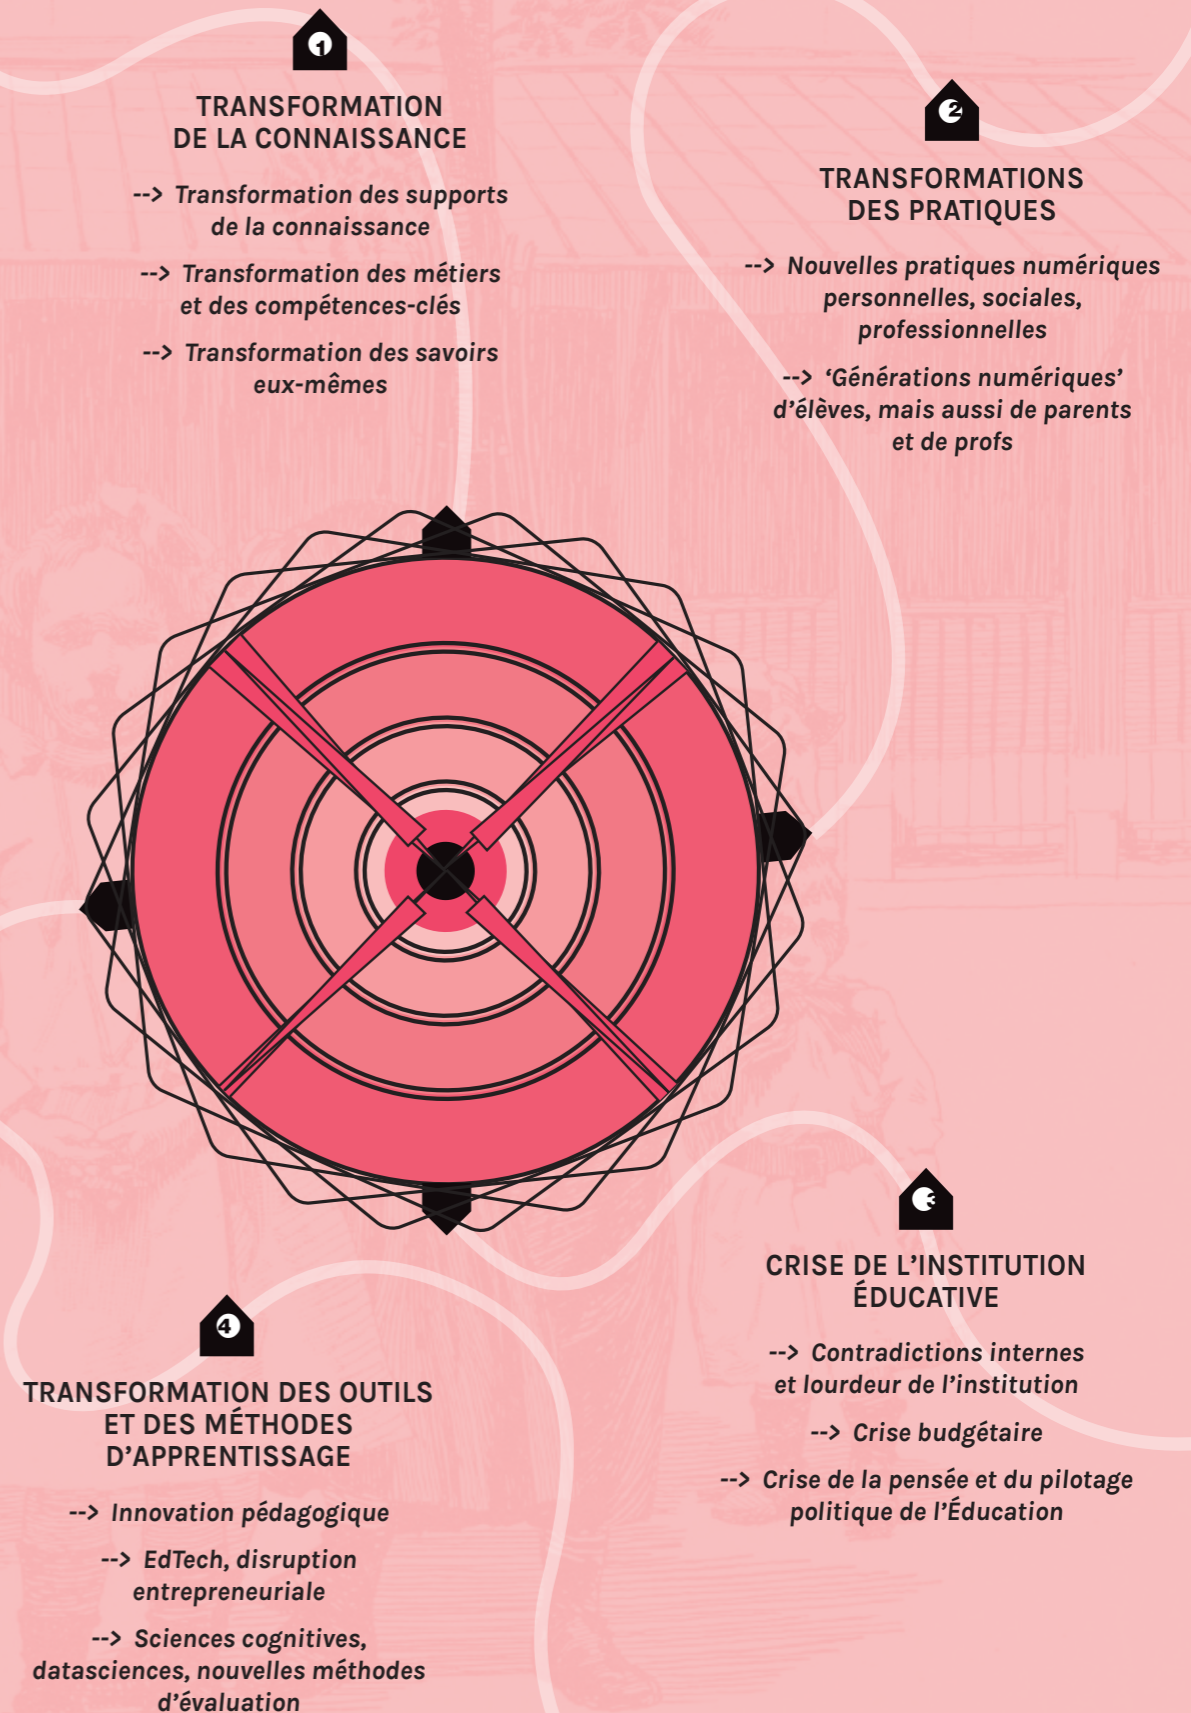 1
TRANSFORMATION
DE LA CONNAISSANCE
--> Transformation des supports
de la connaissance
--> Transformation des métiers
et des compétences-clés
--> Transformation des savoirs
eux-mêmes
2
TRANSFORMATIONS
DES PRATIQUES
--> Nouvelles pratiques numériques
personnelles, sociales,
professionnelles
--> ‘Générations numériques’
d’élèves, mais aussi de parents
et de profs
3
CRISE DE L’INSTITUTION
ÉDUCATIVE
--> Contradictions internes
et lourdeur de l’institution
--> Crise budgétaire
--> Crise de la pensée et du pilotage
politique de l’Éducation
4
TRANSFORMATION DES OUTILS
ET DES MÉTHODES
D’APPRENTISSAGE
--> Innovation pédagogique
--> EdTech, disruption
entrepreneuriale
--> Sciences cognitives,
datasciences, nouvelles méthodes
d’évaluation